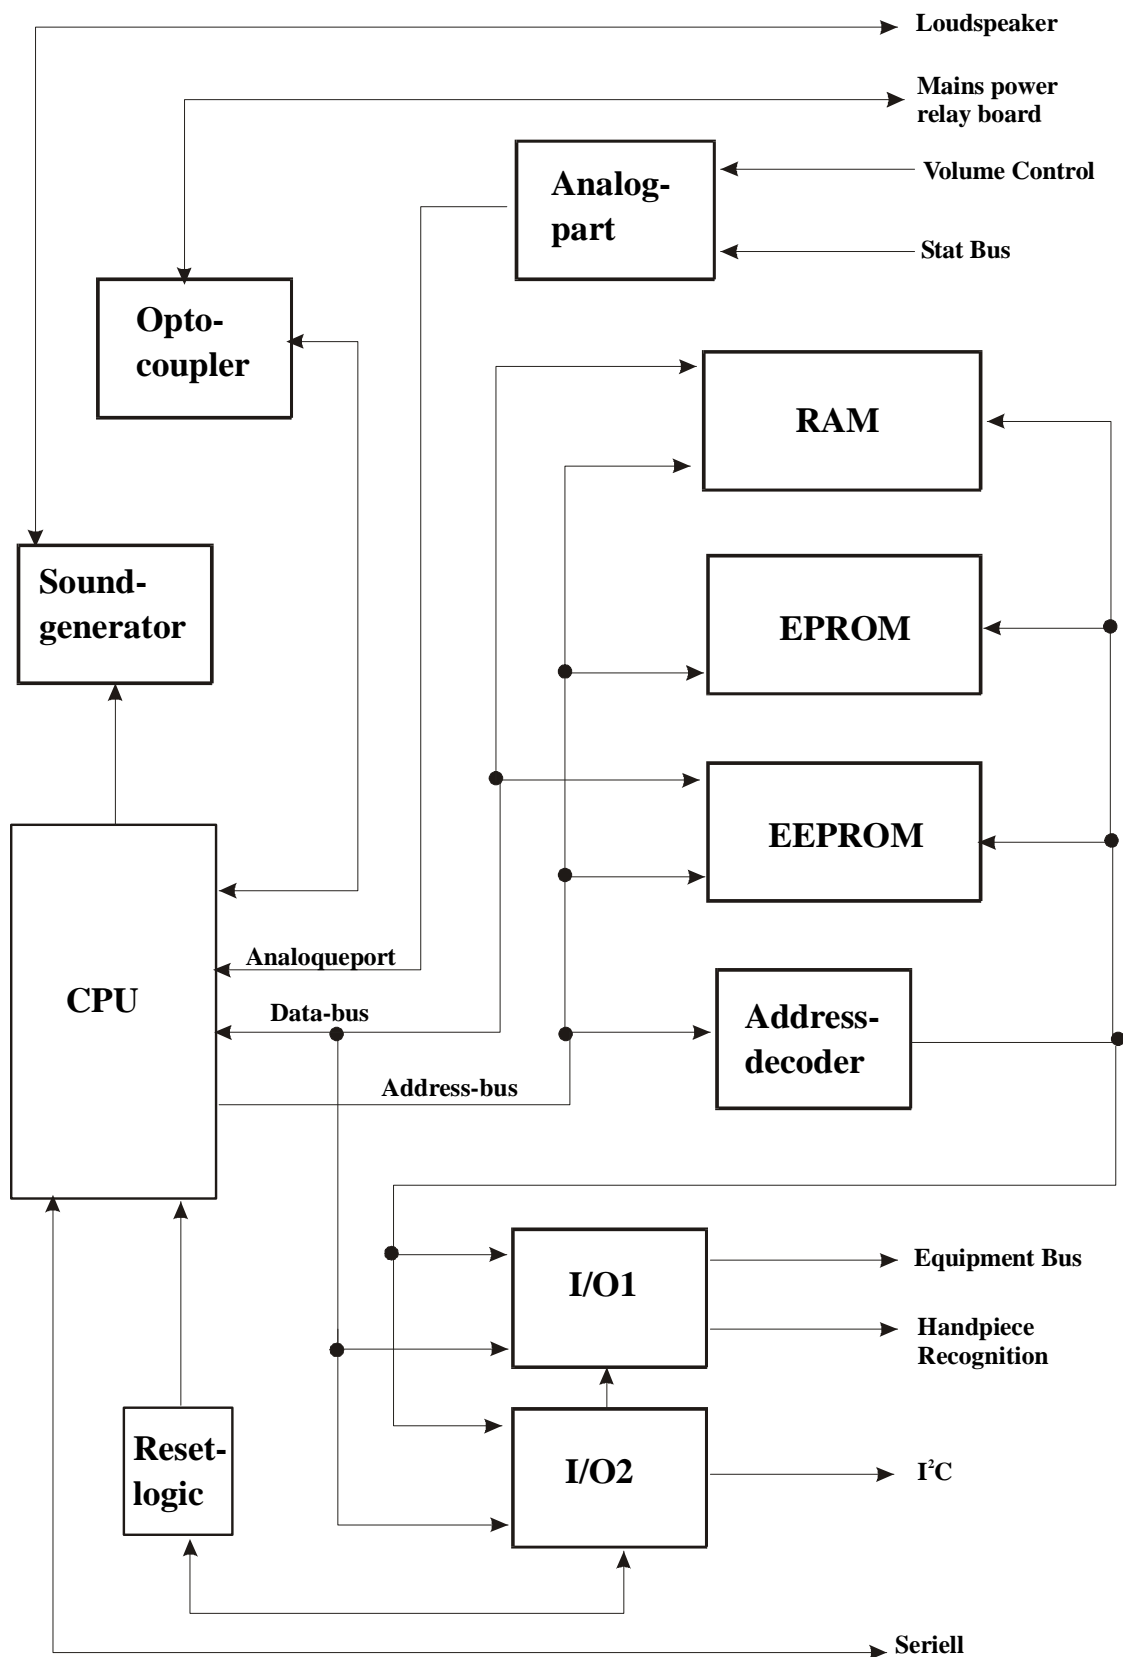 Loudspeaker
Mains power
relay board
Analog-
part
Volume Control
Stat Bus
Opto-
coupler
RAM
Sound-
generator
EPROM
EEPROM
Analoqueport
CPU
Data-bus
Address-
decoder
Address-bus
I/O1
Equipment Bus
Handpiece
Recognition
Reset-
logic
I/O2
I²C
Seriell